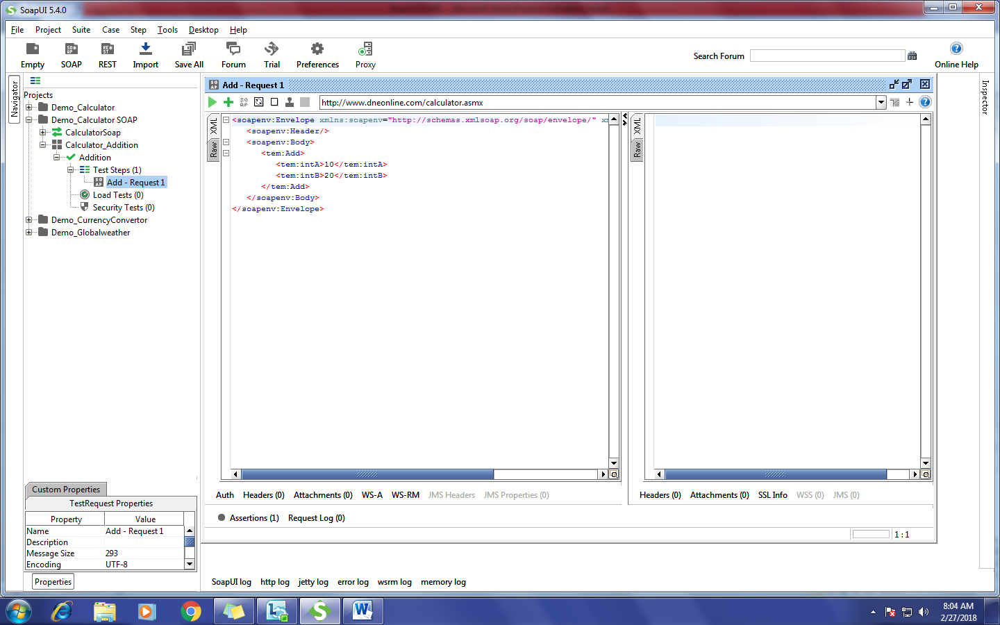 SoapUI 5.4.0
File Project Suite Case Step Tools Desktop Help
Empty SOAP REST Import Save All Forum Trial Preferences Proxy
Search Forum
Online Help
Navigator
Projects
Demo_Calculator
Demo_Calculator SOAP
CalculatorSoap
Calculator_Addition
Addition
Test Steps (1)
Add - Request 1
Load Tests (0)
Security Tests (0)
Demo_CurrencyConvertor
Demo_Globalweather
Add - Request 1
http://www.dneonline.com/calculator.asmx
XML
Raw
<soapenv:Envelope xmlns:soapenv="http://schemas.xmlsoap.org/soap/envelope/" xm
<soapenv:Header/>
<soapenv:Body>
<tem:Add>
<tem:intA>10</tem:intA>
<tem:intB>20</tem:intB>
</tem:Add>
</soapenv:Body>
</soapenv:Envelope>
XML
Raw
Inspector
Auth Headers (0) Attachments (0) WS-A WS-RM JMS Headers JMS Properties (0)
Headers (0) Attachments (0) SSL Info WSS (0) JMS (0)
Assertions (1) Request Log (0)
1 : 1
Custom Properties
TestRequest Properties
Property Value
Name Add - Request 1
Description
Message Size 293
Encoding UTF-8
Properties
SoapUI log http log jetty log error log wsrm log memory log
8:04 AM
2/27/2018